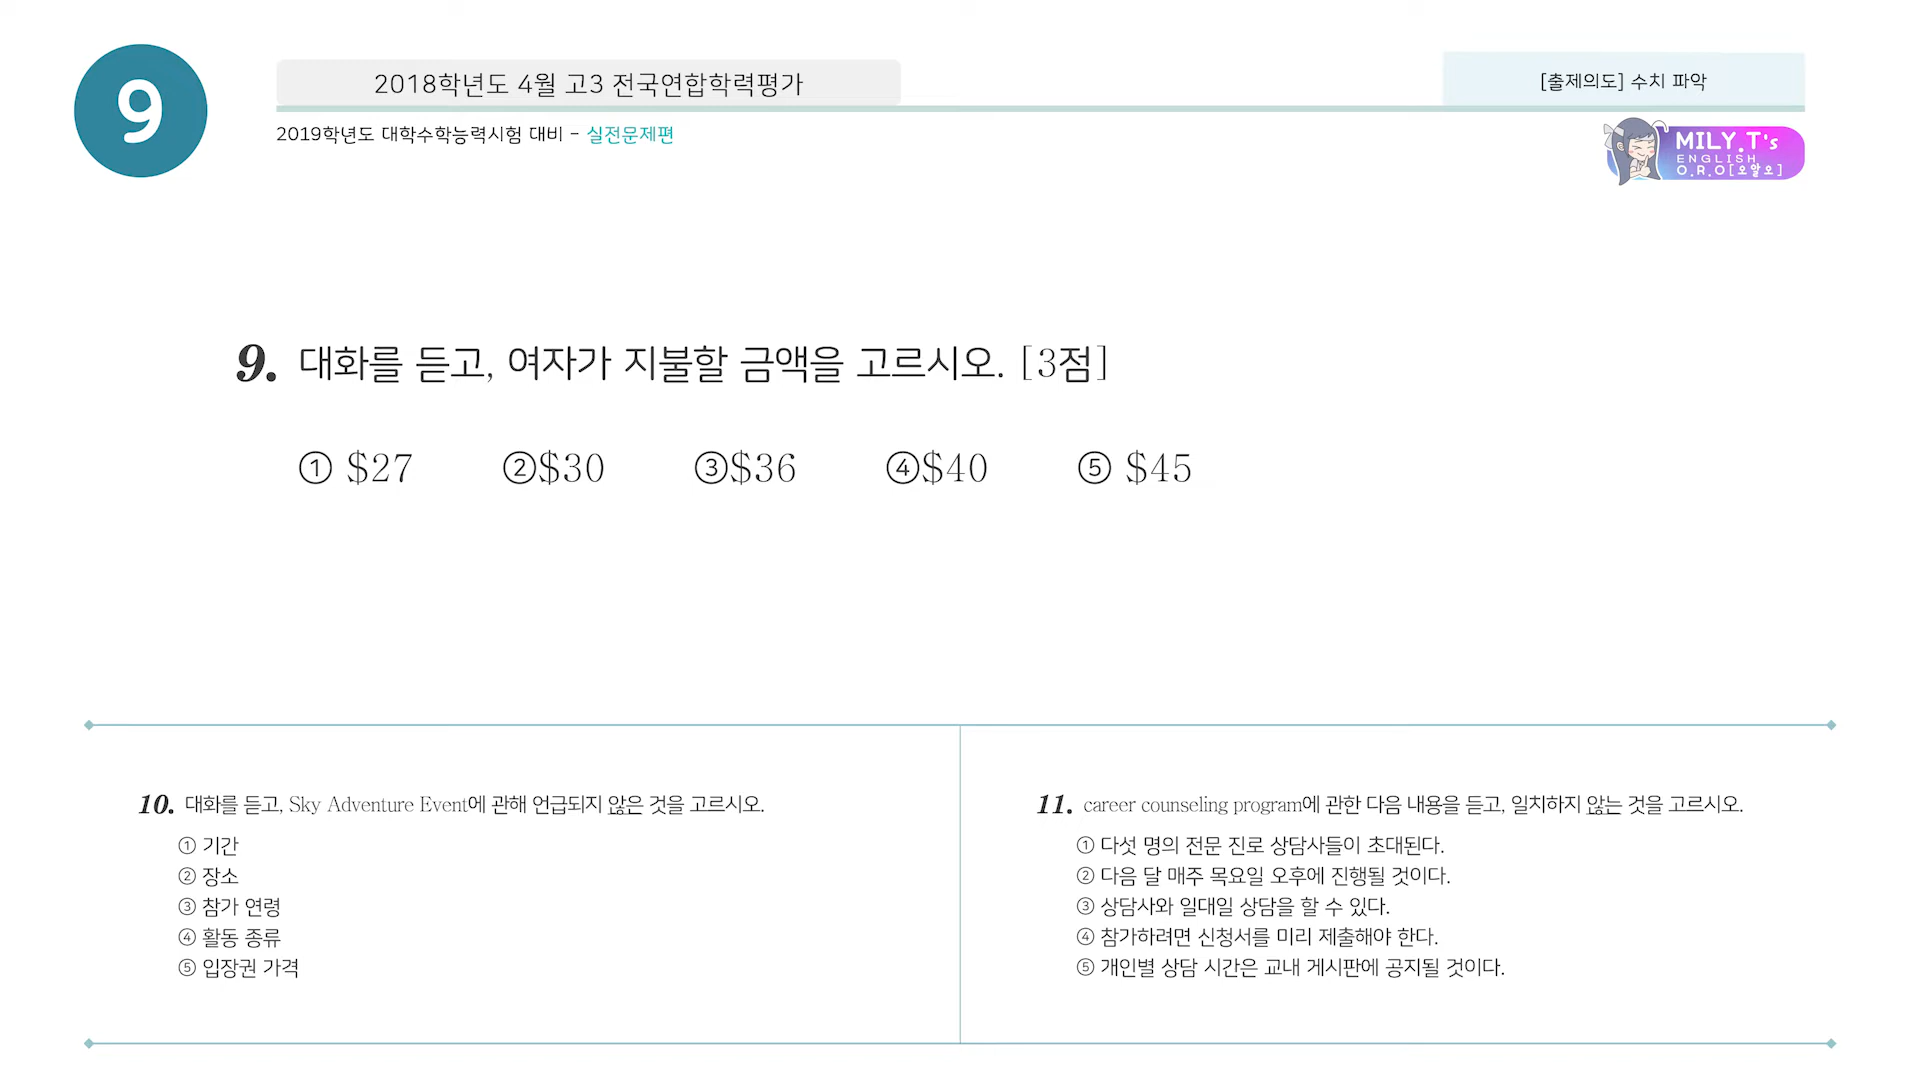 9
2018학년도 4월 고3 전국연합학력평가
[출제의도] 수치 파악
2019학년도 대학수학능력시험 대비 - 실전문제편
MILY.T's
ENGLISH
O.R.O[오알오]
9. 대화를 듣고, 여자가 지불할 금액을 고르시오. [3점]
① $27 ②$30 ③$36 ④$40 ⑤ $45
10. 대화를 듣고, Sky Adventure Event에 관해 언급되지 않은 것을 고르시오.
① 기간
② 장소
③ 참가 연령
④ 활동 종류
⑤ 입장권 가격
11. career counseling program에 관한 다음 내용을 듣고, 일치하지 않는 것을 고르시오.
① 다섯 명의 전문 진로 상담사들이 초대된다.
② 다음 달 매주 목요일 오후에 진행될 것이다.
③ 상담사와 일대일 상담을 할 수 있다.
④ 참가하려면 신청서를 미리 제출해야 한다.
⑤ 개인별 상담 시간은 교내 게시판에 공지될 것이다.